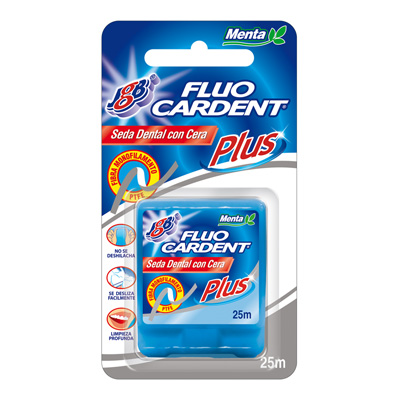 Menta
JGB
FLUO
CARDENT
Seda Dental con Cera
Plus
FIBRA MONOFILAMENTO
PTFE
NO SE
DESHILACHA
SE DESLIZA
FACILMENTE
LIMPIEZA
PROFUNDA
Menta
JGB
FLUO
CARDENT
Seda Dental con Cera
Plus
FIBRA MONOFILAMENTO
PTFE
25m
25m